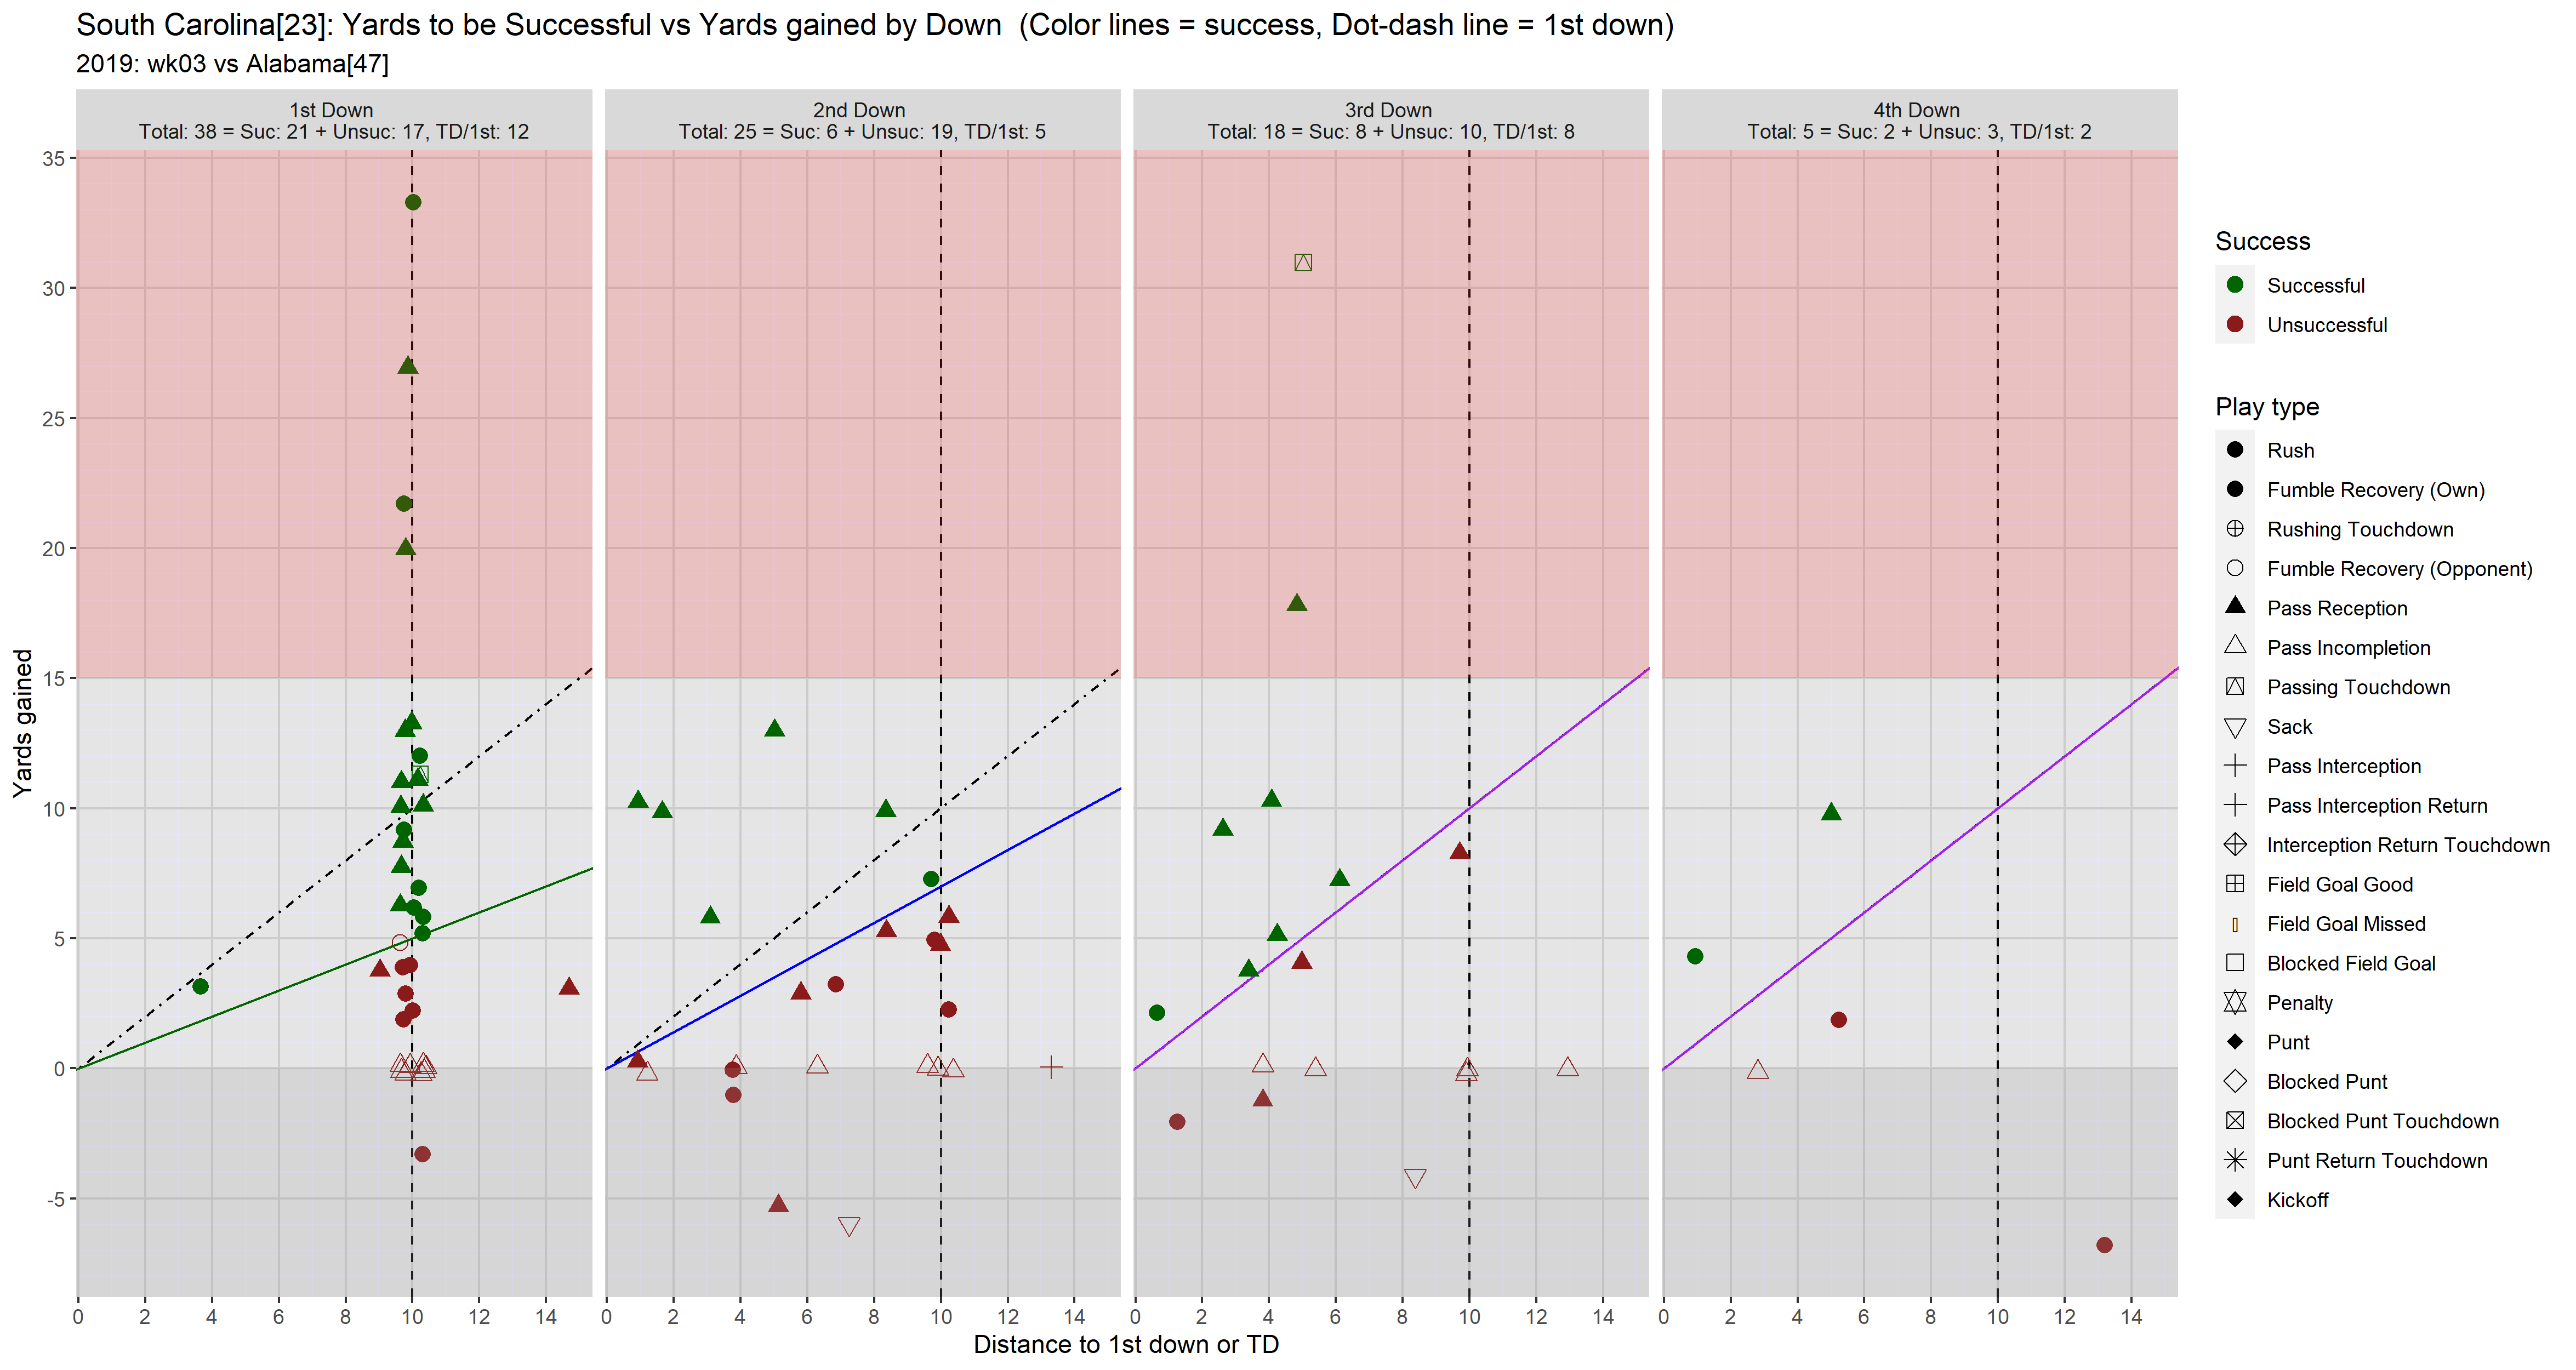 South Carolina[23]: Yards to be Successful vs Yards gained by Down  (Color lines = success, Dot-dash line = 1st down)
2019: wk03 vs Alabama[47]
1st Down
Total: 38 = Suc: 21 + Unsuc: 17, TD/1st: 12
2nd Down
Total: 25 = Suc: 6 + Unsuc: 19, TD/1st: 5
3rd Down
Total: 18 = Suc: 8 + Unsuc: 10, TD/1st: 8
4th Down
Total: 5 = Suc: 2 + Unsuc: 3, TD/1st: 2
Yards gained
35
30
25
20
15
10
5
0
-5
0 2 4 6 8 10 12 14
0 2 4 6 8 10 12 14
0 2 4 6 8 10 12 14
0 2 4 6 8 10 12 14
Distance to 1st down or TD
Success
Successful
Unsuccessful
Play type
Rush
Fumble Recovery (Own)
Rushing Touchdown
Fumble Recovery (Opponent)
Pass Reception
Pass Incompletion
Passing Touchdown
Sack
Pass Interception
Pass Interception Return
Interception Return Touchdown
Field Goal Good
Field Goal Missed
Blocked Field Goal
Penalty
Punt
Blocked Punt
Blocked Punt Touchdown
Punt Return Touchdown
Kickoff